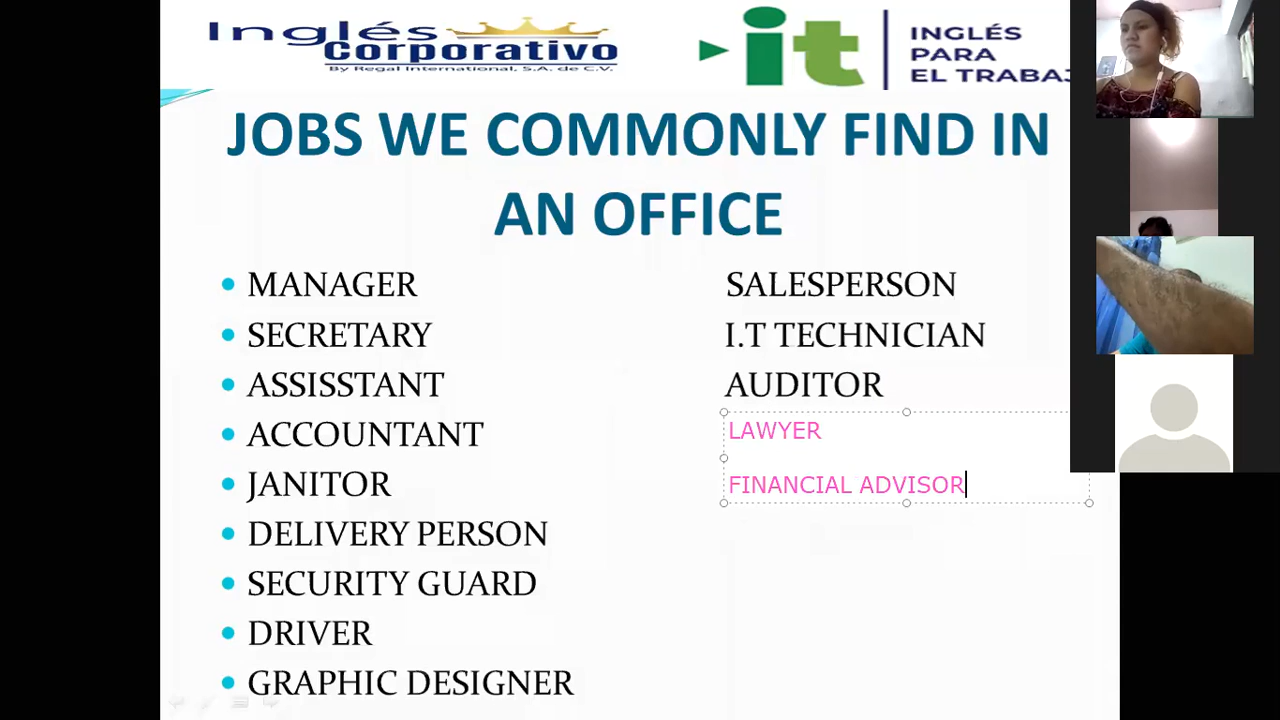 Inglés
Corporativo
By Regal International, S.A. de C.V.
it
INGLÉS
PARA
EL TRABAJ
JOBS WE COMMONLY FIND IN
AN OFFICE
MANAGER
SECRETARY
ASSISSTANT
ACCOUNTANT
JANITOR
DELIVERY PERSON
SECURITY GUARD
DRIVER
GRAPHIC DESIGNER
SALESPERSON
I.T TECHNICIAN
AUDITOR
LAWYER
FINANCIAL ADVISOR